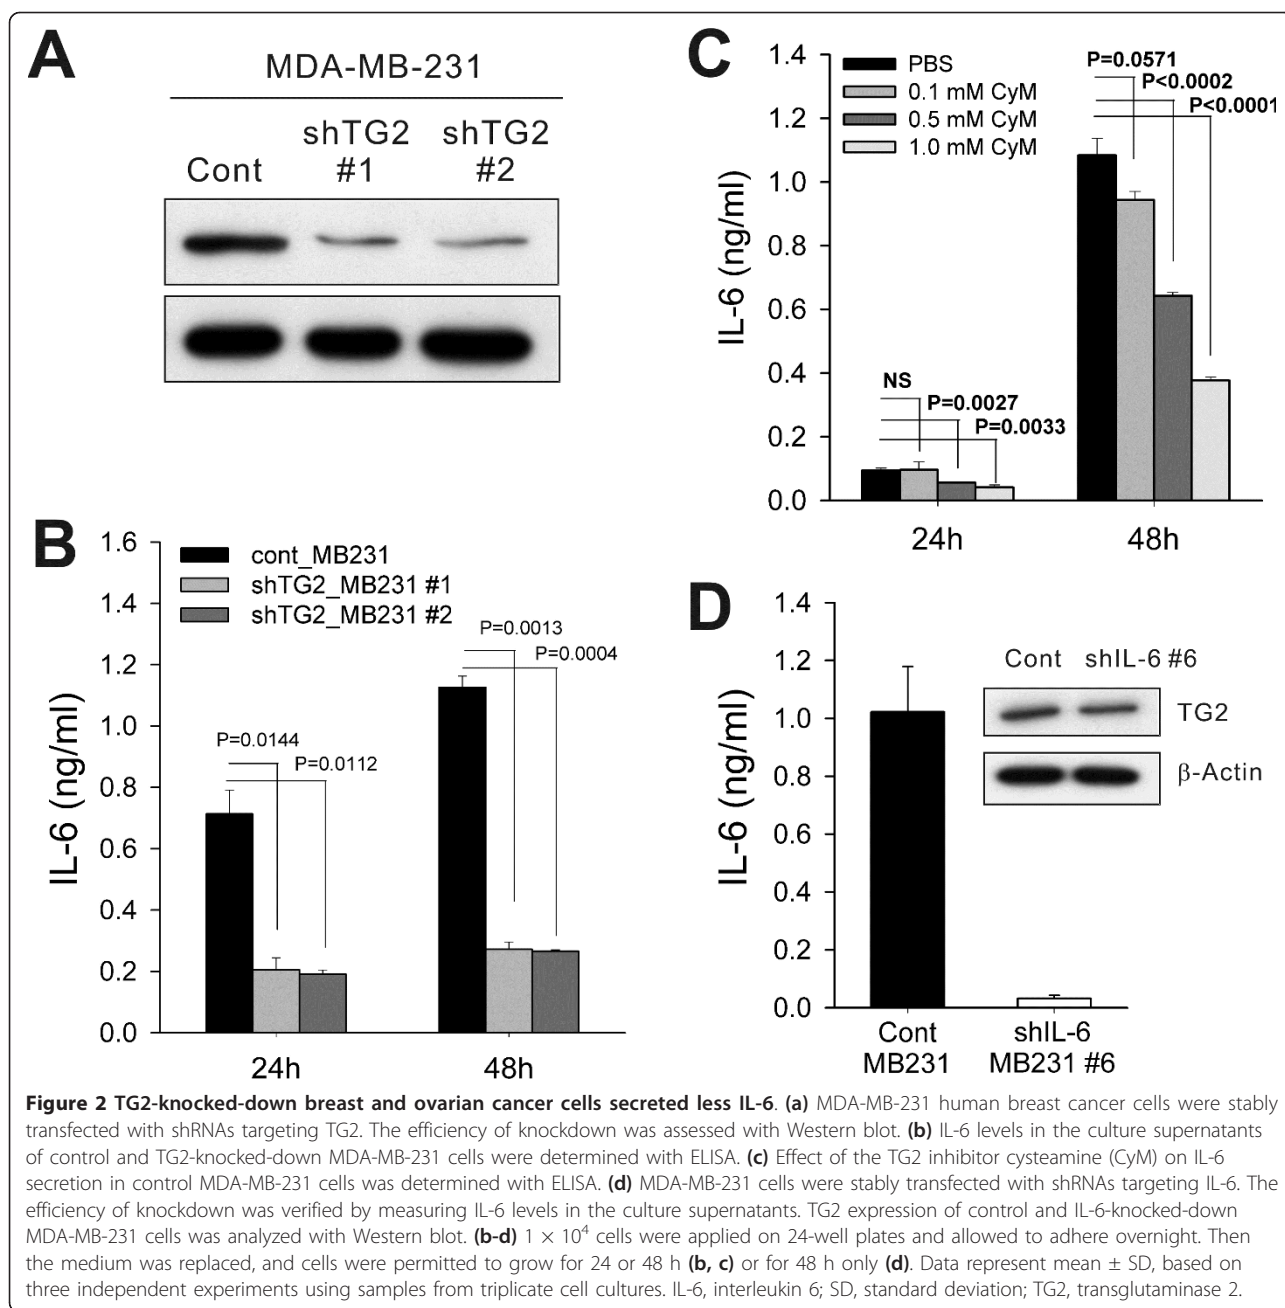 A
MDA-MB-231
Cont
shTG2
#1
shTG2
#2
B
1.6
1.4
1.2
1.0
0.8
0.6
0.4
0.2
0.0
IL-6 (ng/ml)
cont_MB231
shTG2_MB231 #1
shTG2_MB231 #2
P=0.0144
P=0.0112
P=0.0013
P=0.0004
24h
48h
C
1.4
1.2
1.0
0.8
0.6
0.4
0.2
0.0
IL-6 (ng/ml)
PBS
0.1 mM CyM
0.5 mM CyM
1.0 mM CyM
NS
P=0.0027
P=0.0033
P=0.0571
P<0.0002
P<0.0001
24h
48h
D
1.4
1.2
1.0
0.8
0.6
0.4
0.2
0.0
IL-6 (ng/ml)
Cont
shIL-6 #6
TG2
β-Actin
Cont
MB231
shIL-6
MB231 #6
Figure 2 TG2-knocked-down breast and ovarian cancer cells secreted less IL-6. (a) MDA-MB-231 human breast cancer cells were stably
transfected with shRNAs targeting TG2. The efficiency of knockdown was assessed with Western blot. (b) IL-6 levels in the culture supernatants
of control and TG2-knocked-down MDA-MB-231 cells were determined with ELISA. (c) Effect of the TG2 inhibitor cysteamine (CyM) on IL-6
secretion in control MDA-MB-231 cells was determined with ELISA. (d) MDA-MB-231 cells were stably transfected with shRNAs targeting IL-6. The
efficiency of knockdown was verified by measuring IL-6 levels in the culture supernatants. TG2 expression of control and IL-6-knocked-down
MDA-MB-231 cells was analyzed with Western blot. (b-d) 1 × 10⁴ cells were applied on 24-well plates and allowed to adhere overnight. Then
the medium was replaced, and cells were permitted to grow for 24 or 48 h (b, c) or for 48 h only (d). Data represent mean ± SD, based on
three independent experiments using samples from triplicate cell cultures. IL-6, interleukin 6; SD, standard deviation; TG2, transglutaminase 2.